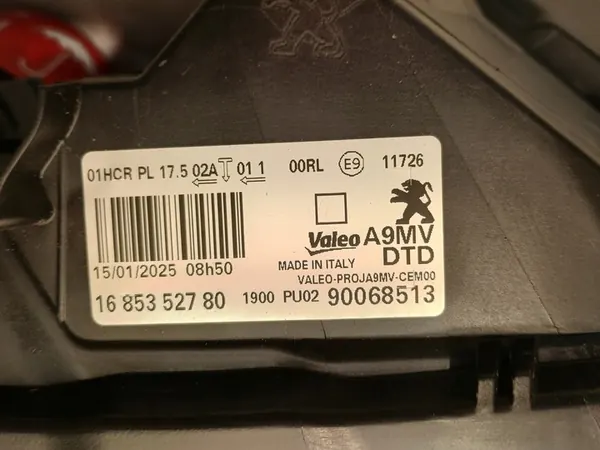 01HCR PL 17.5 02A T 01 1 00RL E9 11726
Valeo A9MV
DTD
15/01/2025 08h50
MADE IN ITALY
VALEO-PROJA9MV-CEM00
16 853 527 80 1900 PU02 90068513